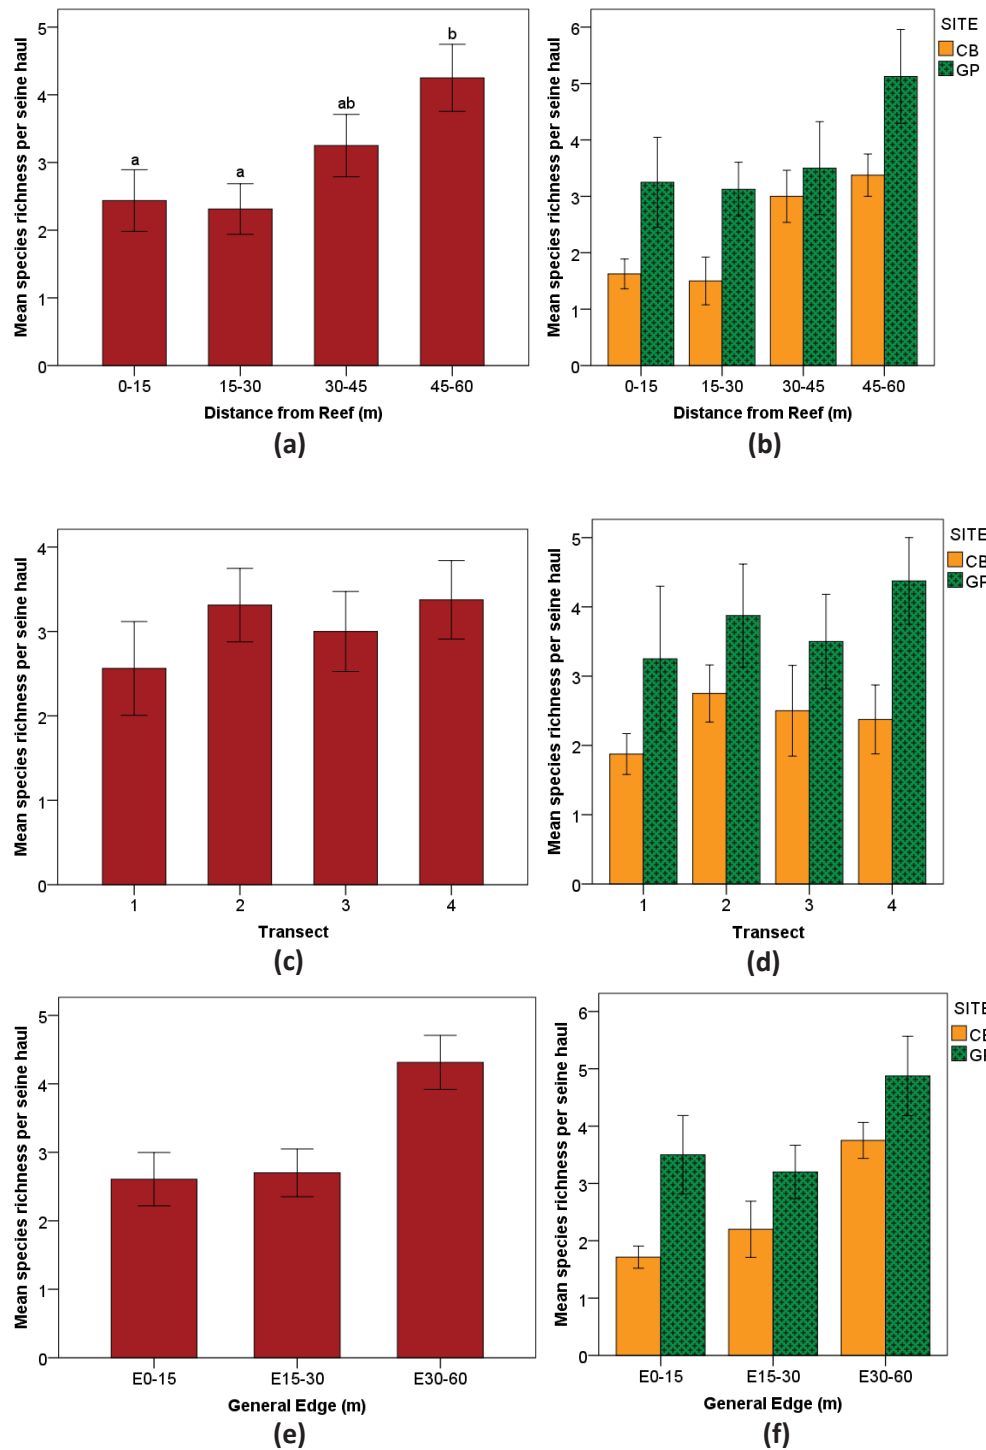 Mean species richness per seine haul
5
4
3
2
1
0
a
a
ab
b
0-15
15-30
30-45
45-60
Distance from Reef (m)
(a)
Mean species richness per seine haul
6
5
4
3
2
1
0
SITE
CB
GP
0-15
15-30
30-45
45-60
Distance from Reef (m)
(b)
Mean species richness per seine haul
4
3
2
1
0
1
2
3
4
Transect
(c)
Mean species richness per seine haul
5
4
3
2
1
0
SITE
CB
GP
1
2
3
4
Transect
(d)
Mean species richness per seine haul
5
4
3
2
1
0
E0-15
E15-30
E30-60
General Edge (m)
(e)
Mean species richness per seine haul
6
5
4
3
2
1
0
SITE
CB
GP
E0-15
E15-30
E30-60
General Edge (m)
(f)